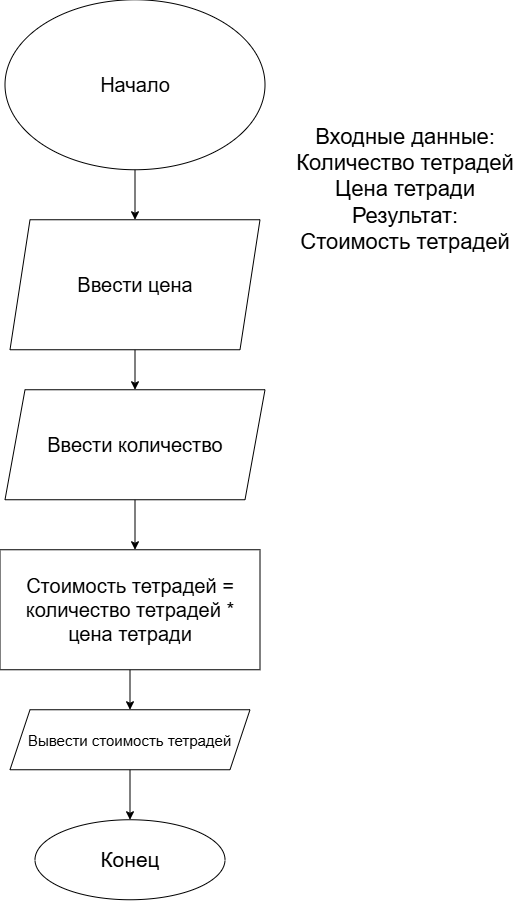 Начало
Входные данные:
Количество тетрадей
Цена тетради
Результат:
Стоимость тетрадей
Ввести цена
Ввести количество
Стоимость тетрадей =
количество тетрадей *
цена тетради
Вывести стоимость тетрадей
Конец